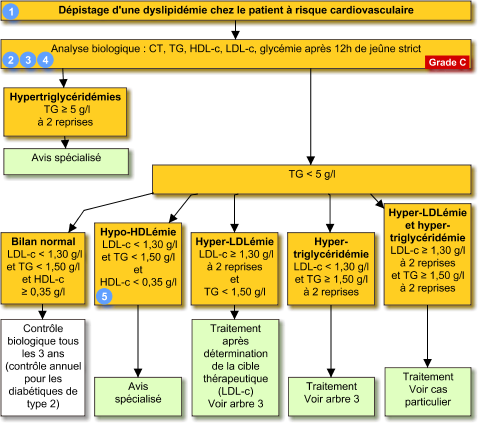 1 Dépistage d'une dyslipidémie chez le patient à risque cardiovasculaire
Analyse biologique : CT, TG, HDL-c, LDL-c, glycémie après 12h de jeûne strict
2 3 4
Grade C
Hypertriglycéridémies
TG ≥ 5 g/l
à 2 reprises
Avis spécialisé
TG < 5 g/l
Bilan normal
LDL-c < 1,30 g/l
et TG < 1,50 g/l
et HDL-c
≥ 0,35 g/l
Hypo-HDLémie
LDL-c < 1,30 g/l
et TG < 1,50 g/l
et
HDL-c < 0,35 g/l
5
Hyper-LDLémie
LDL-c ≥ 1,30 g/l
à 2 reprises
et
TG < 1,50 g/l
Hyper-
triglycéridémie
LDL-c < 1,30 g/l
et TG ≥ 1,50 g/l
à 2 reprises
Hyper-LDLémie
et hyper-
triglycéridémie
LDL-c ≥ 1,30 g/l
à 2 reprises
et TG ≥ 1,50 g/l
à 2 reprises
Contrôle
biologique tous
les 3 ans
(contrôle annuel
pour les
diabétiques de
type 2)
Avis
spécialisé
Traitement
après
détermination
de la cible
thérapeutique
(LDL-c)
Voir arbre 3
Traitement
Voir arbre 3
Traitement
Voir cas
particulier